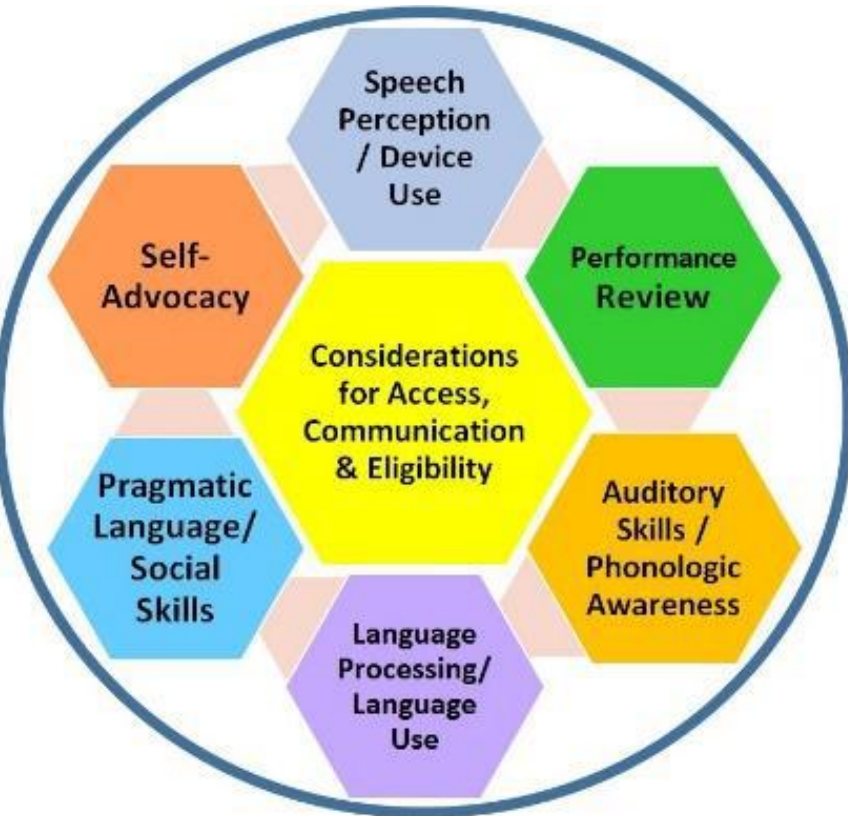 Speech
Perception
/ Device
Use
Performance
Review
Auditory
Skills /
Phonologic
Awareness
Language
Processing/
Language
Use
Pragmatic
Language/
Social
Skills
Self-
Advocacy
Considerations
for Access,
Communication
& Eligibility